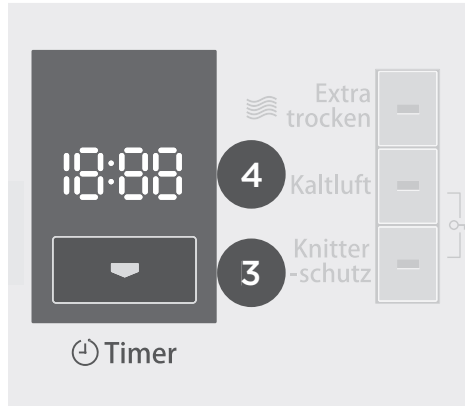 Extra
trocken
18:88
4
Kaltluft
3
Knitter
-schutz
Timer